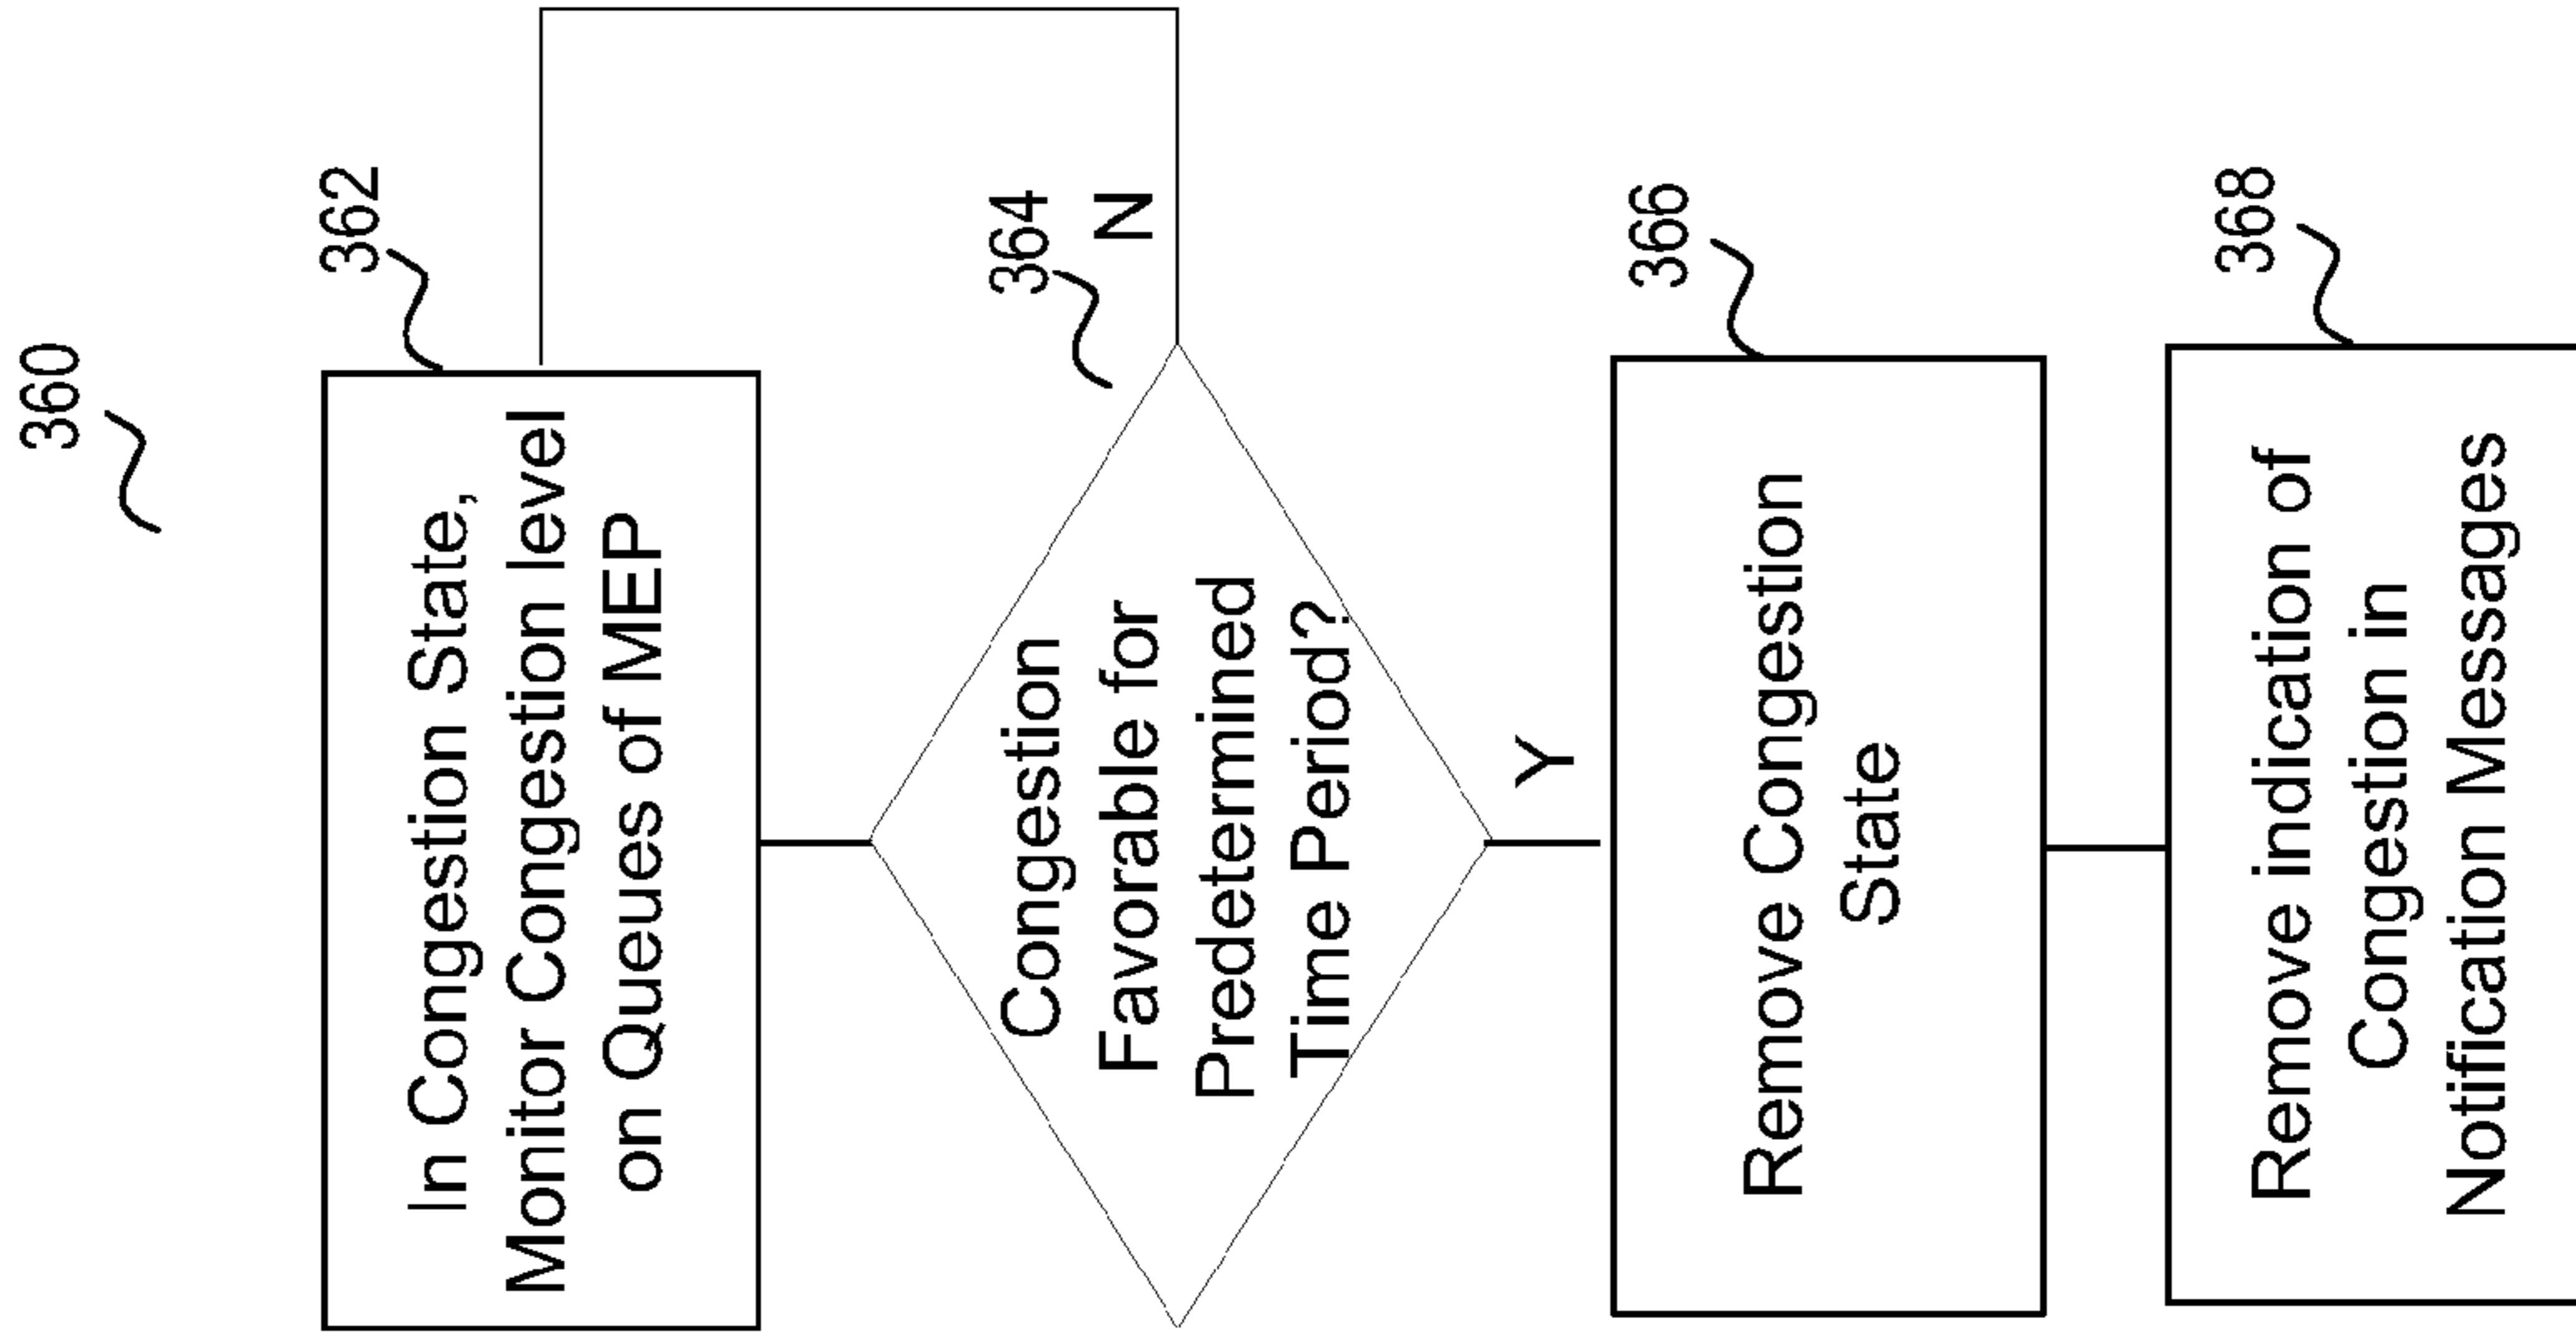 360
362
In Congestion State,
Monitor Congestion level
on Queues of MEP
364
N
Congestion
Favorable for
Predetermined
Time Period?
Y
366
Remove Congestion
State
368
Remove indication of
Congestion in
Notification Messages